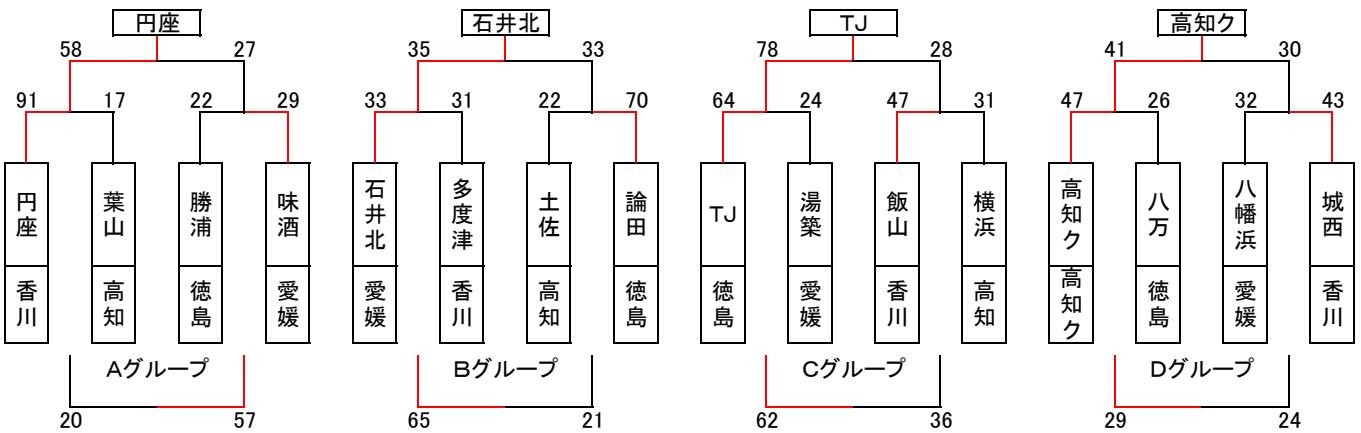 円座 石井北 TJ 高知ク
58 27 35 33 78 28 41 30
91 17 22 29 33 31 22 70 64 24 47 31 47 26 32 43
円座 葉山 勝浦 味酒 石井北 多度津 土佐 論田 TJ 湯築 飯山 横浜 高知ク 八万 八幡浜 城西
香川 高知 徳島 愛媛 愛媛 香川 高知 徳島 徳島 愛媛 香川 高知 高知ク 徳島 愛媛 香川
Aグループ Bグループ Cグループ Dグループ
20 57 65 21 62 36 29 24